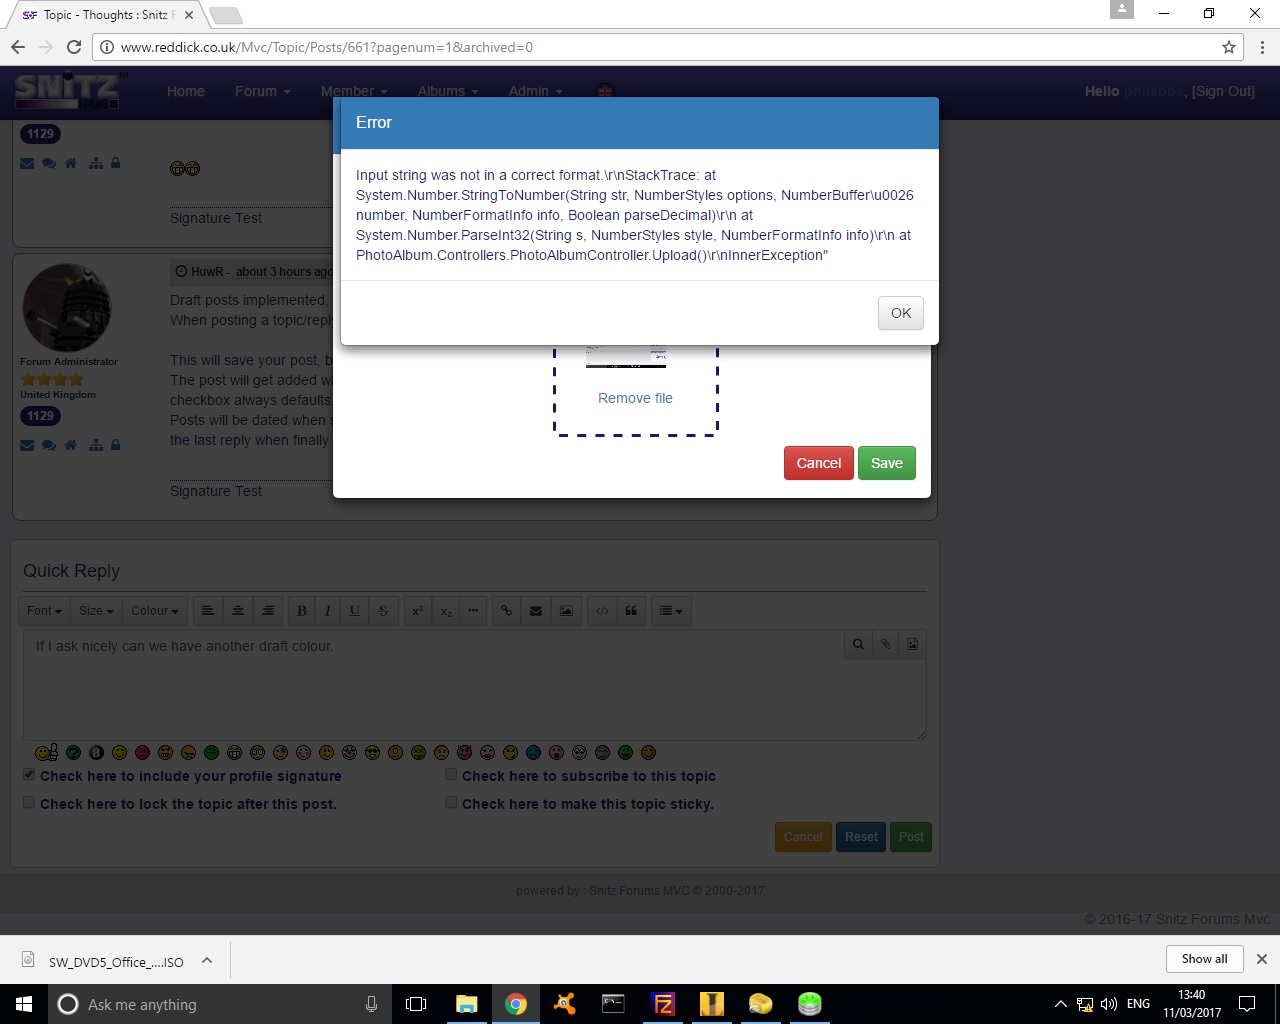 Topic - Thoughts : Snitz F
www.reddick.co.uk/Mvc/Topic/Posts/661?pagenum=1&archived=0
SNiTZ
Home Forum Member Albums Admin
Hello philsbbs, [Sign Out]
Error
1129
Input string was not in a correct format.\r\nStackTrace: at
System.Number.StringToNumber(String str, NumberStyles options, NumberBuffer\u0026
number, NumberFormatInfo info, Boolean parseDecimal)\r\n at
System.Number.ParseInt32(String s, NumberStyles style, NumberFormatInfo info)\r\n at
PhotoAlbum.Controllers.PhotoAlbumController.Upload()\r\nInnerException"
OK
Signature Test
HuwR - about 3 hours ago
Draft posts implemented,
When posting a topic/repl
This will save your post, b
The post will get added w
checkbox always defaults
Posts will be dated when s
the last reply when finally
Forum Administrator
United Kingdom
1129
Signature Test
Remove file
Cancel Save
Quick Reply
Font Size Colour B I U S x² x₂
If I ask nicely can we have another draft colour.
Check here to include your profile signature
Check here to subscribe to this topic
Check here to lock the topic after this post.
Check here to make this topic sticky.
Cancel Reset Post
powered by : Snitz Forums MVC © 2000-2017
© 2016-17 Snitz Forums Mvc
SW_DVD5_Office_....ISO
Show all
Ask me anything
ENG
13:40
11/03/2017